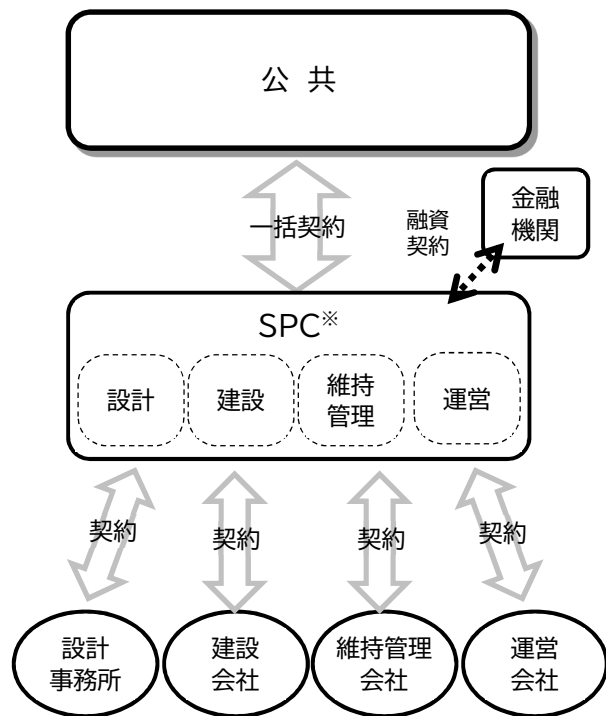 公 共
一括契約
融資
契約
金融
機関
SPC※
設計
建設
維持
管理
運営
契約
契約
契約
契約
設計
事務所
建設
会社
維持管理
会社
運営
会社